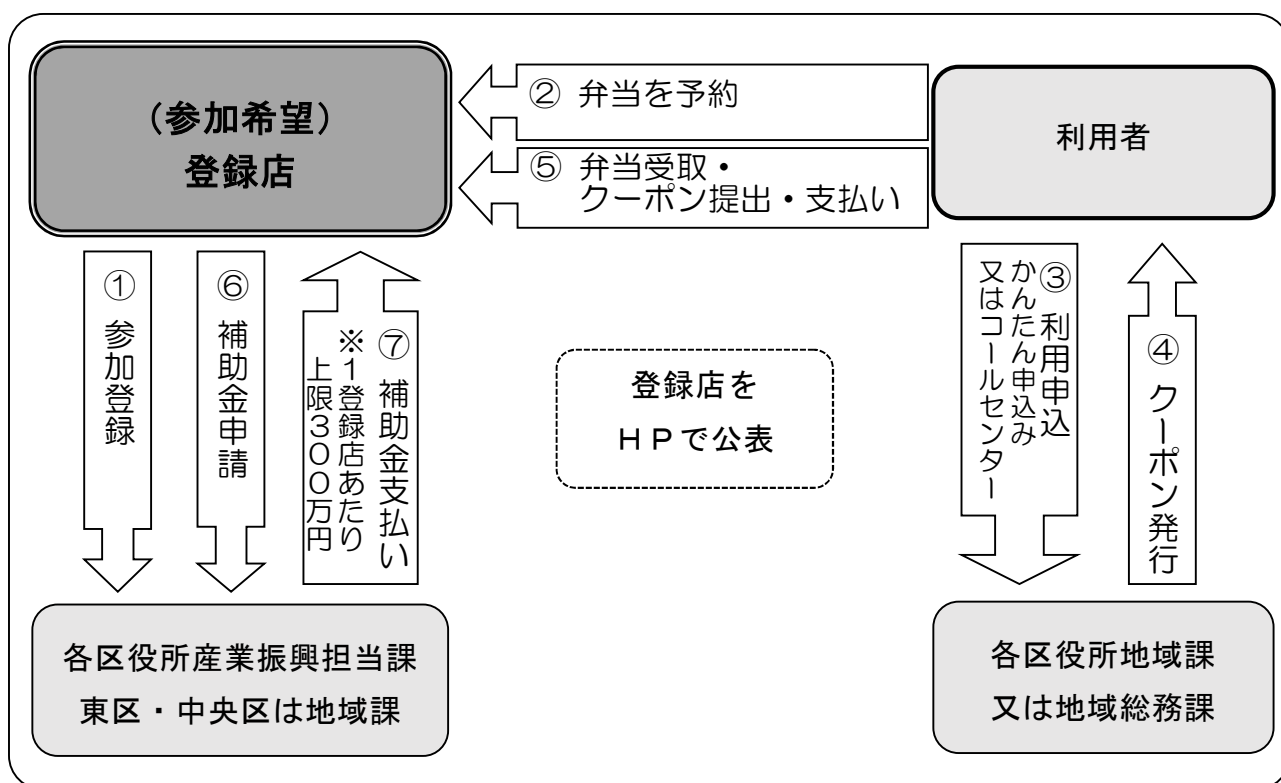 （参加希望）
登録店
② 弁当を予約
⑤ 弁当受取・
クーポン提出・支払い
利用者
① 参加登録
⑥ 補助金申請
⑦ 補助金支払い
※１登録店あたり
上限３００万円
登録店を
ＨＰで公表
③ 利用申込
かんたん申込み
又はコールセンター
④ クーポン発行
各区役所産業振興担当課
東区・中央区は地域課
各区役所地域課
又は地域総務課